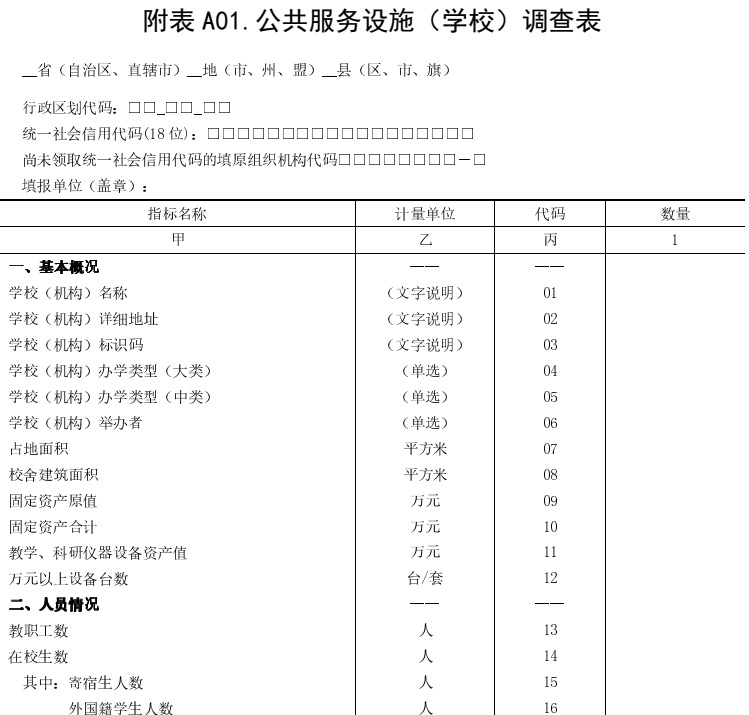 附表 A01.公共服务设施（学校）调查表
__省（自治区、直辖市）__地（市、州、盟）__县（区、市、旗）
行政区划代码：□□_□□_□□
统一社会信用代码(18 位)：□□□□□□□□□□□□□□□□□□
尚未领取统一社会信用代码的填原组织机构代码□□□□□□□□－□
填报单位（盖章）：
指标名称 计量单位 代码 数量
甲 乙 丙 1
一、基本概况 —— ——
学校（机构）名称 （文字说明） 01
学校（机构）详细地址 （文字说明） 02
学校（机构）标识码 （文字说明） 03
学校（机构）办学类型（大类） （单选） 04
学校（机构）办学类型（中类） （单选） 05
学校（机构）举办者 （单选） 06
占地面积 平方米 07
校舍建筑面积 平方米 08
固定资产原值 万元 09
固定资产合计 万元 10
教学、科研仪器设备资产值 万元 11
万元以上设备台数 台/套 12
二、人员情况 —— ——
教职工数 人 13
在校生数 人 14
其中：寄宿生人数 人 15
外国籍学生人数 人 16